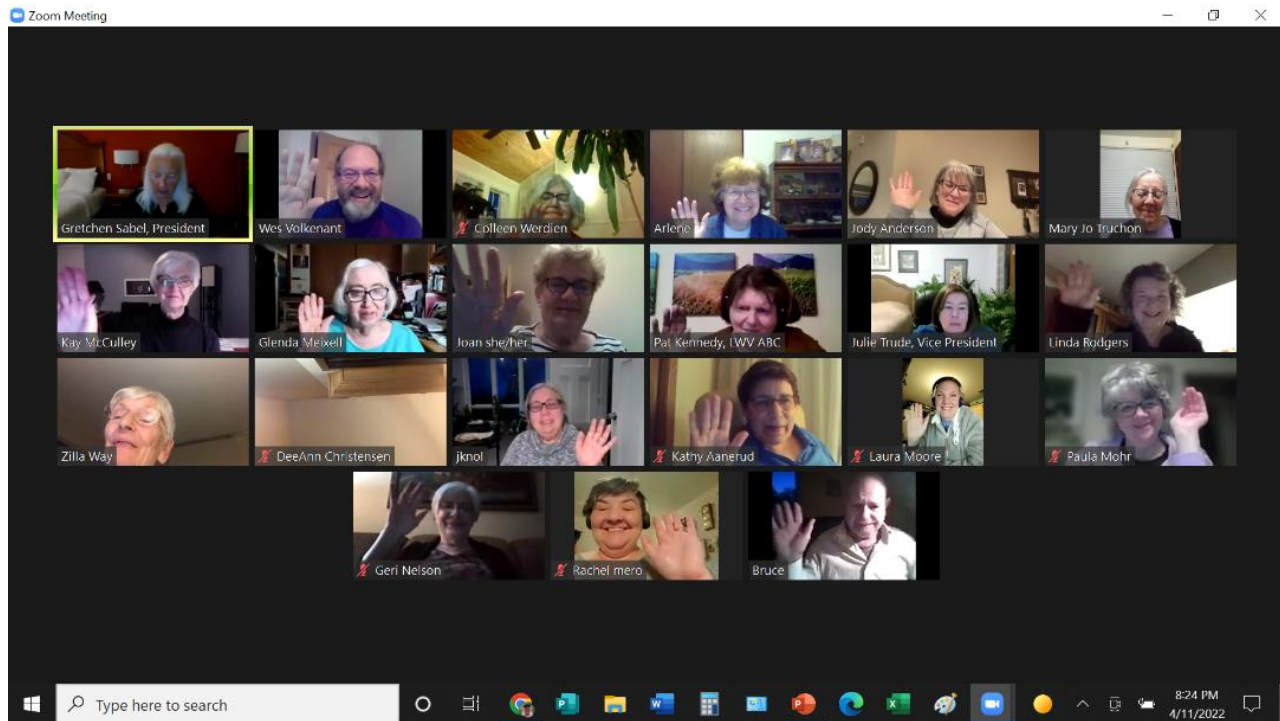 Zoom Meeting
Gretchen Sabel, President
Wes Volkenant
Colleen Werdien
Arlene
Jody Anderson
Mary Jo Truchon
Kay McCulley
Glenda Meixell
Joan she/her
Pat Kennedy, LWV ABC
Julie Trude, Vice President
Linda Rodgers
Zilla Way
DeeAnn Christensen
jknol
Kathy Aanerud
Laura Moore
Paula Mohr
Geri Nelson
Rachel mero
Bruce
Type here to search
8:24 PM
4/11/2022